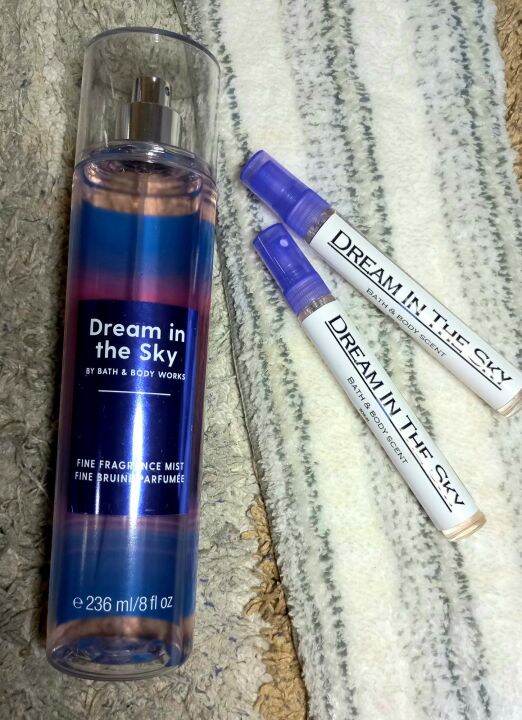 Dream in
the Sky
BY BATH & BODY WORKS
FINE FRAGRANCE MIST
FINE BRUINE PARFUMÉE
e 236 ml/8 fl oz
DREAM IN THE SKY
BATH & BODY SCENT
DREAM IN THE SKY
BATH & BODY SCENT